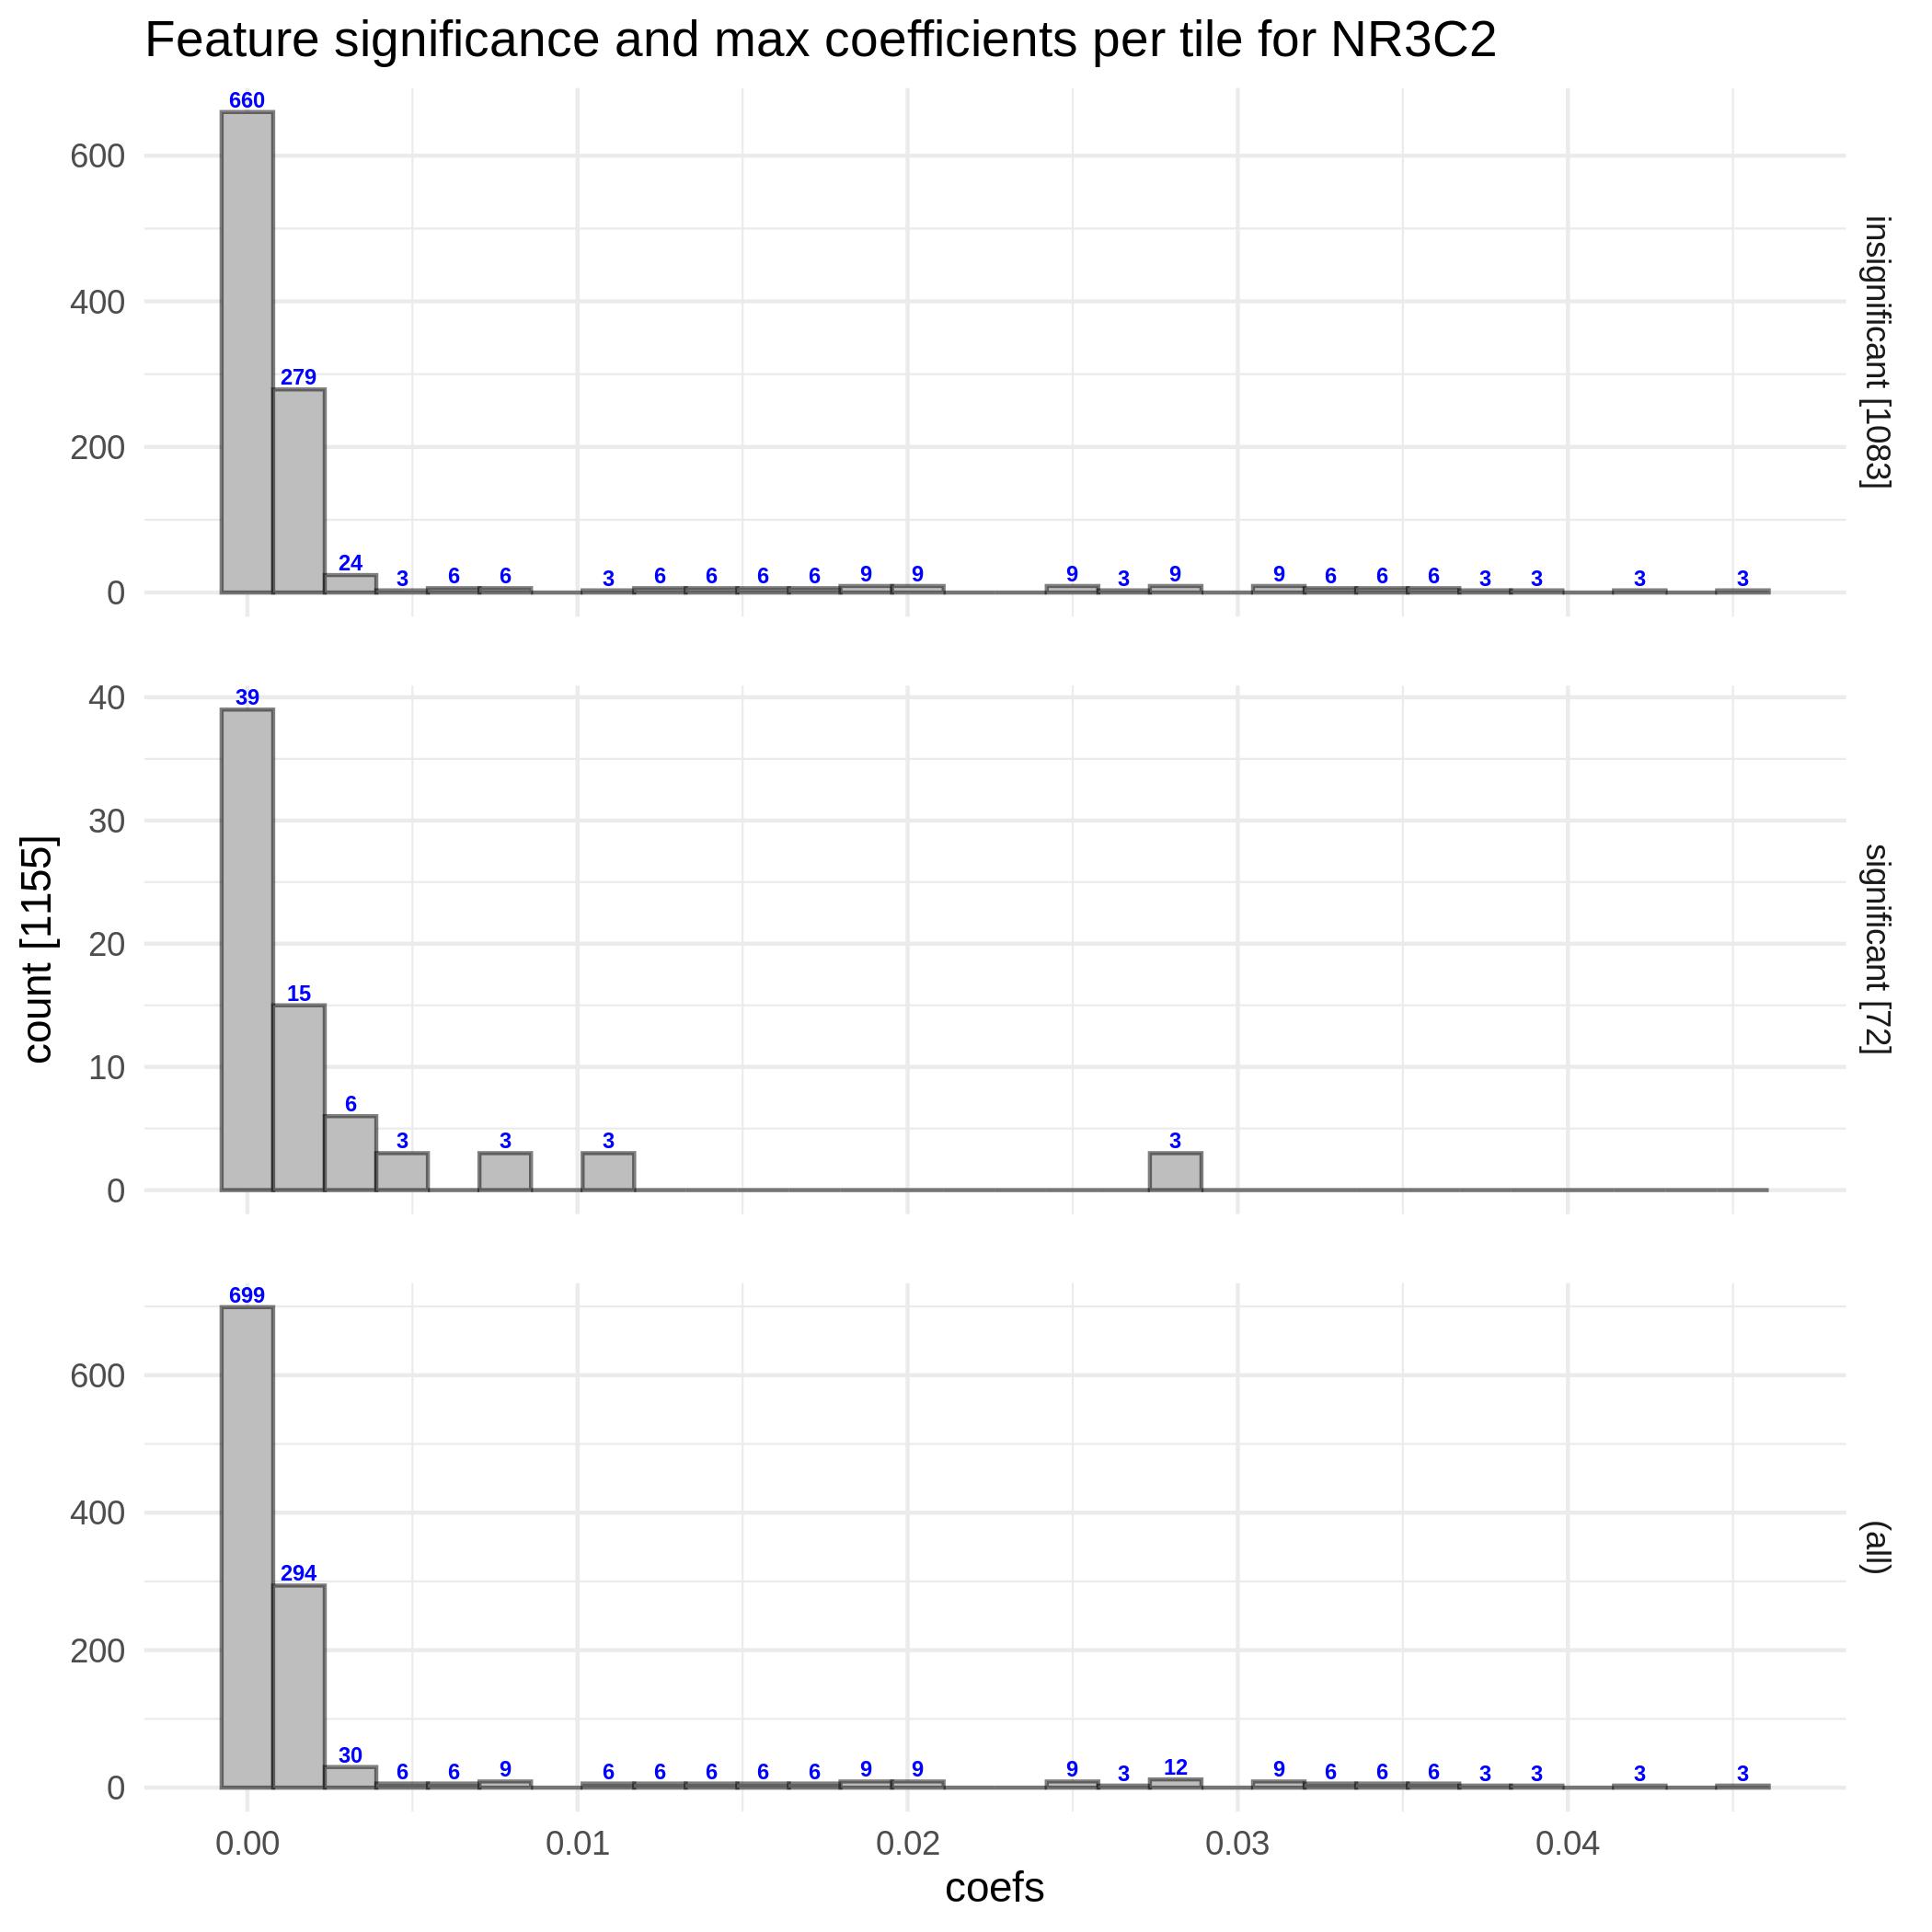 Feature significance and max coefficients per tile for NR3C2
660
600
279
400
200
24 3 6 6 3 6 6 6 6 9 9 9 3 9 9 6 6 6 3 3 3 3
0
insignificant [1083]
39
40
30
20
15
10
6
3 3 3 3
0
significant [72]
count [1155]
699
600
400
294
200
30 6 6 9 6 6 6 6 6 9 9 9 3 12 9 6 6 6 3 3 3 3
0
(all)
0.00 0.01 0.02 0.03 0.04
coefs